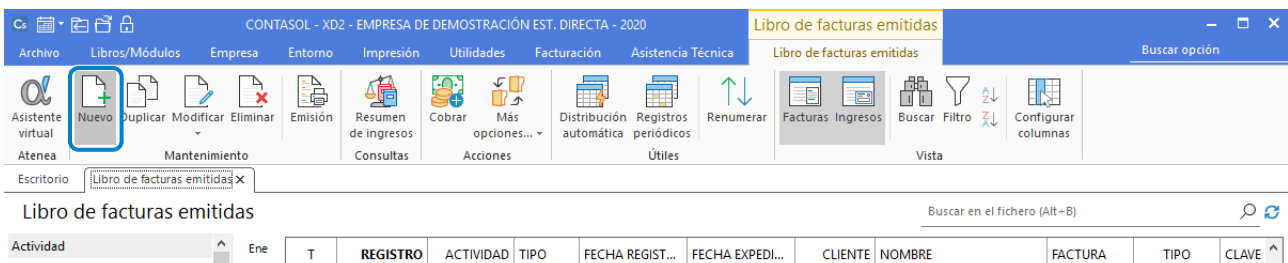 Cs CONTASOL - XD2 - EMPRESA DE DEMOSTRACIÓN EST. DIRECTA - 2020 Libro de facturas emitidas
Archivo Libros/Módulos Empresa Entorno Impresión Utilidades Facturación Asistencia Técnica Libro de facturas emitidas Buscar opción
Asistente virtual Nuevo Duplicar Modificar Eliminar Emisión Resumen de ingresos Cobrar Más opciones... Distribución automática Registros periódicos Renumerar Facturas Ingresos Buscar Filtro Configurar columnas
Atenea Mantenimiento Consultas Acciones Útiles Vista
Escritorio Libro de facturas emitidas
Libro de facturas emitidas Buscar en el fichero (Alt+B)
Actividad Ene T REGISTRO ACTIVIDAD TIPO FECHA REGIST... FECHA EXPEDI... CLIENTE NOMBRE FACTURA TIPO CLAVE